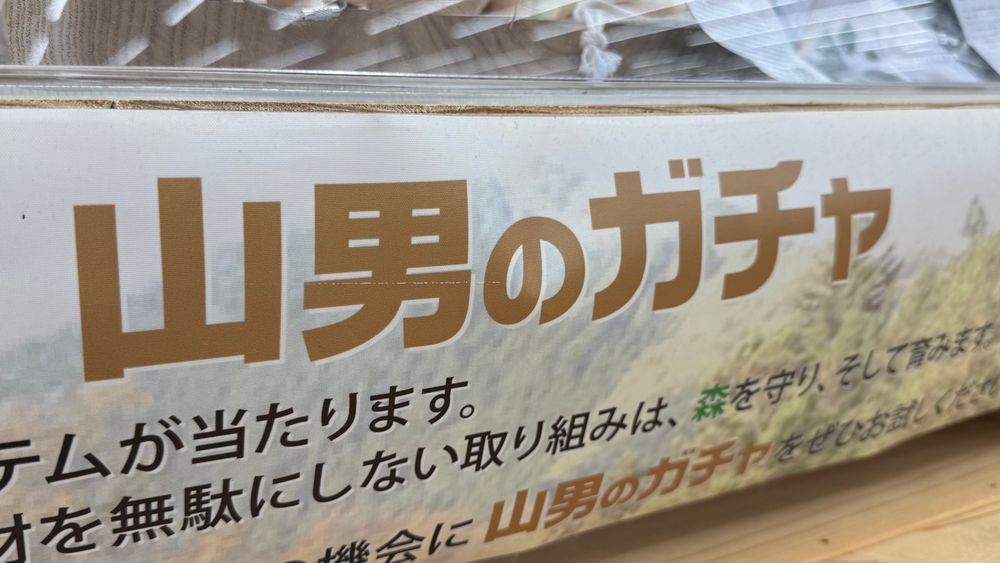 山男のガチャ
テムが当たります。
を無駄にしない取り組みは、森を守り、そして育みます。
機会に山男のガチャをぜひお試しください